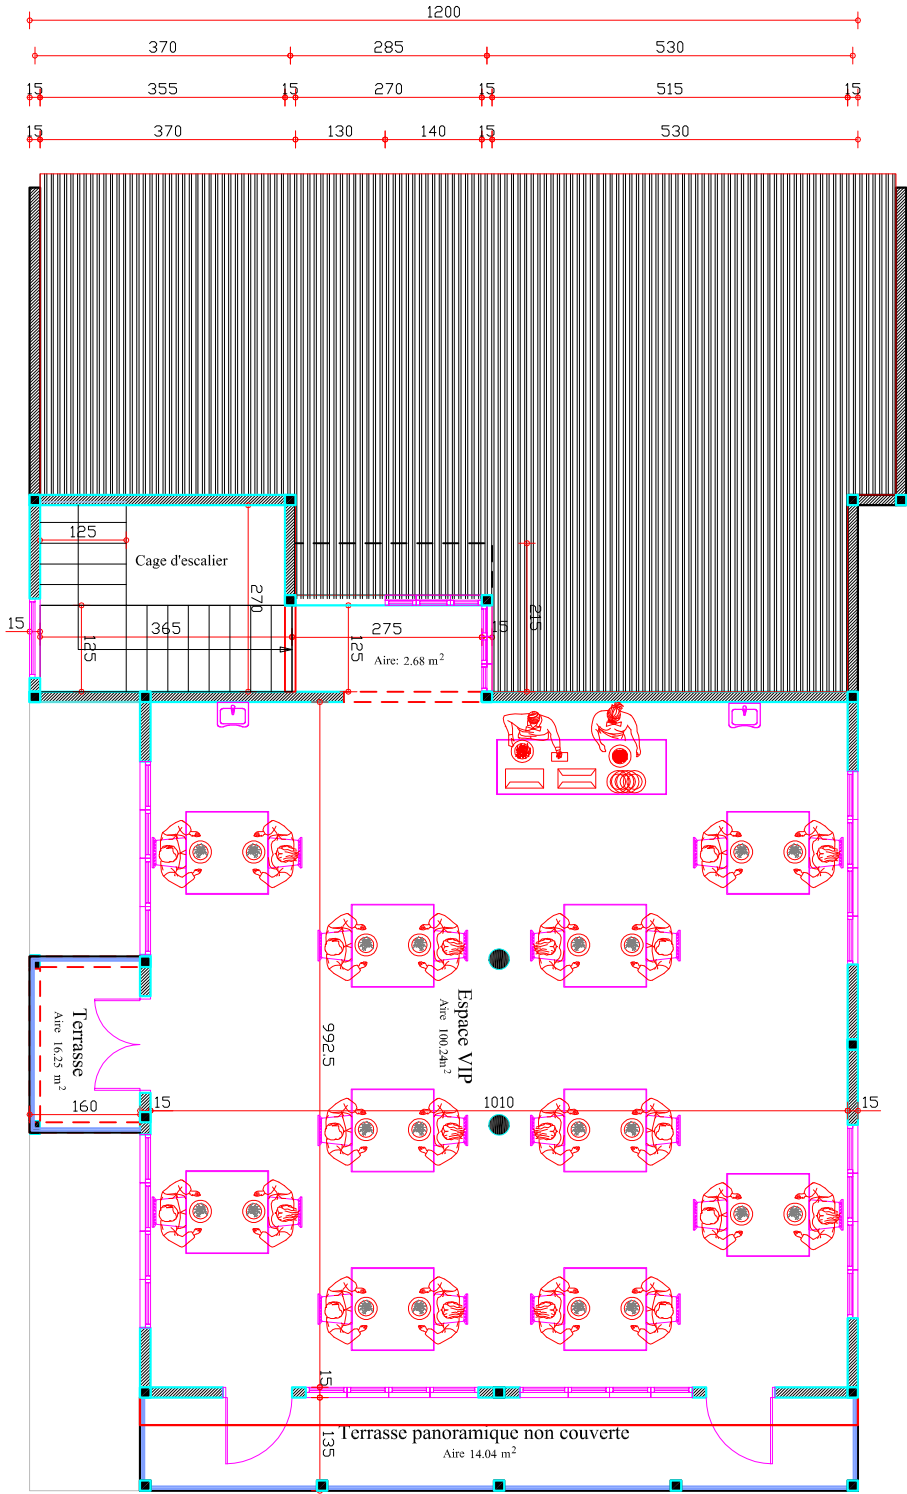 1200
370 285 530
15 355 15 270 15 515 15
15 370 130 140 15 530
125
Cage d'escalier
270
215
15 365 275 15
125 125
Aire: 2.68 m²
Espace VIP
Aire 100.24m²
Terrasse
Aire 16.25 m²
992.5
160 15 1010 15
15
135
Terrasse panoramique non couverte
Aire 14.04 m²